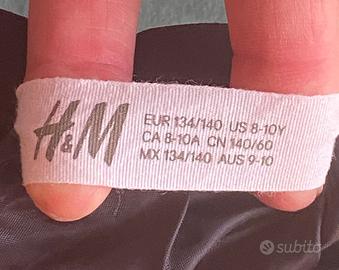 H&M
EUR 134/140 US 8-10Y
CA 8-10A CN 140/60
MX 134/140 AUS 9-10
subito